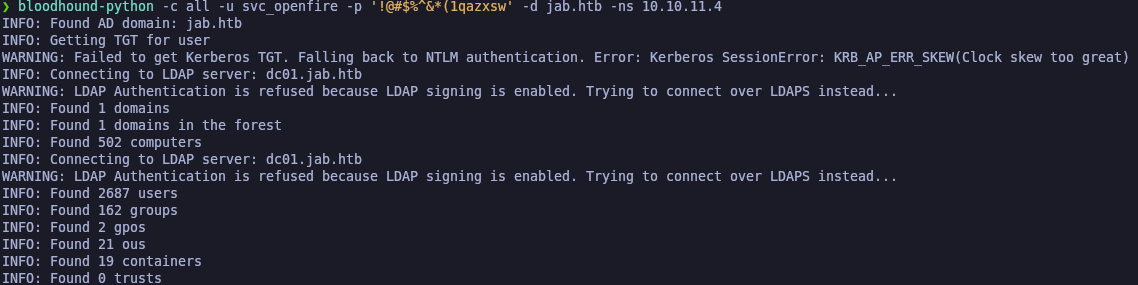 ❯ bloodhound-python -c all -u svc_openfire -p '!@#$%^&*(1qazxsw' -d jab.htb -ns 10.10.11.4
INFO: Found AD domain: jab.htb
INFO: Getting TGT for user
WARNING: Failed to get Kerberos TGT. Falling back to NTLM authentication. Error: Kerberos SessionError: KRB_AP_ERR_SKEW(Clock skew too great)
INFO: Connecting to LDAP server: dc01.jab.htb
WARNING: LDAP Authentication is refused because LDAP signing is enabled. Trying to connect over LDAPS instead...
INFO: Found 1 domains
INFO: Found 1 domains in the forest
INFO: Found 502 computers
INFO: Connecting to LDAP server: dc01.jab.htb
WARNING: LDAP Authentication is refused because LDAP signing is enabled. Trying to connect over LDAPS instead...
INFO: Found 2687 users
INFO: Found 162 groups
INFO: Found 2 gpos
INFO: Found 21 ous
INFO: Found 19 containers
INFO: Found 0 trusts